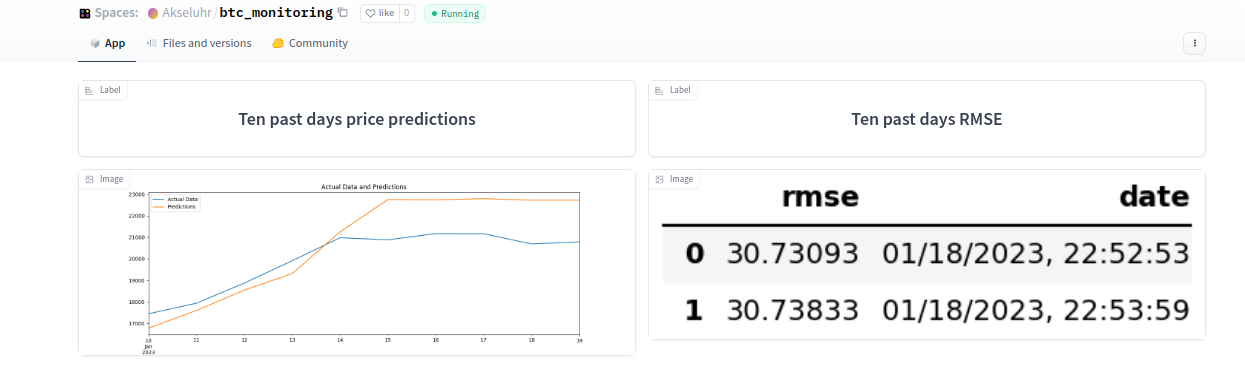 Spaces: Akseluhr/btc_monitoring like 0 Running
App Files and versions Community
Label
Ten past days price predictions
Label
Ten past days RMSE
Image
Actual Data and Predictions
Actual Data
Predictions
23000
22000
21000
20000
19000
18000
17000
10 11 12 13 14 15 16 17 18 19
Jan
2023
Image
rmse date
0 30.73093 01/18/2023, 22:52:53
1 30.73833 01/18/2023, 22:53:59